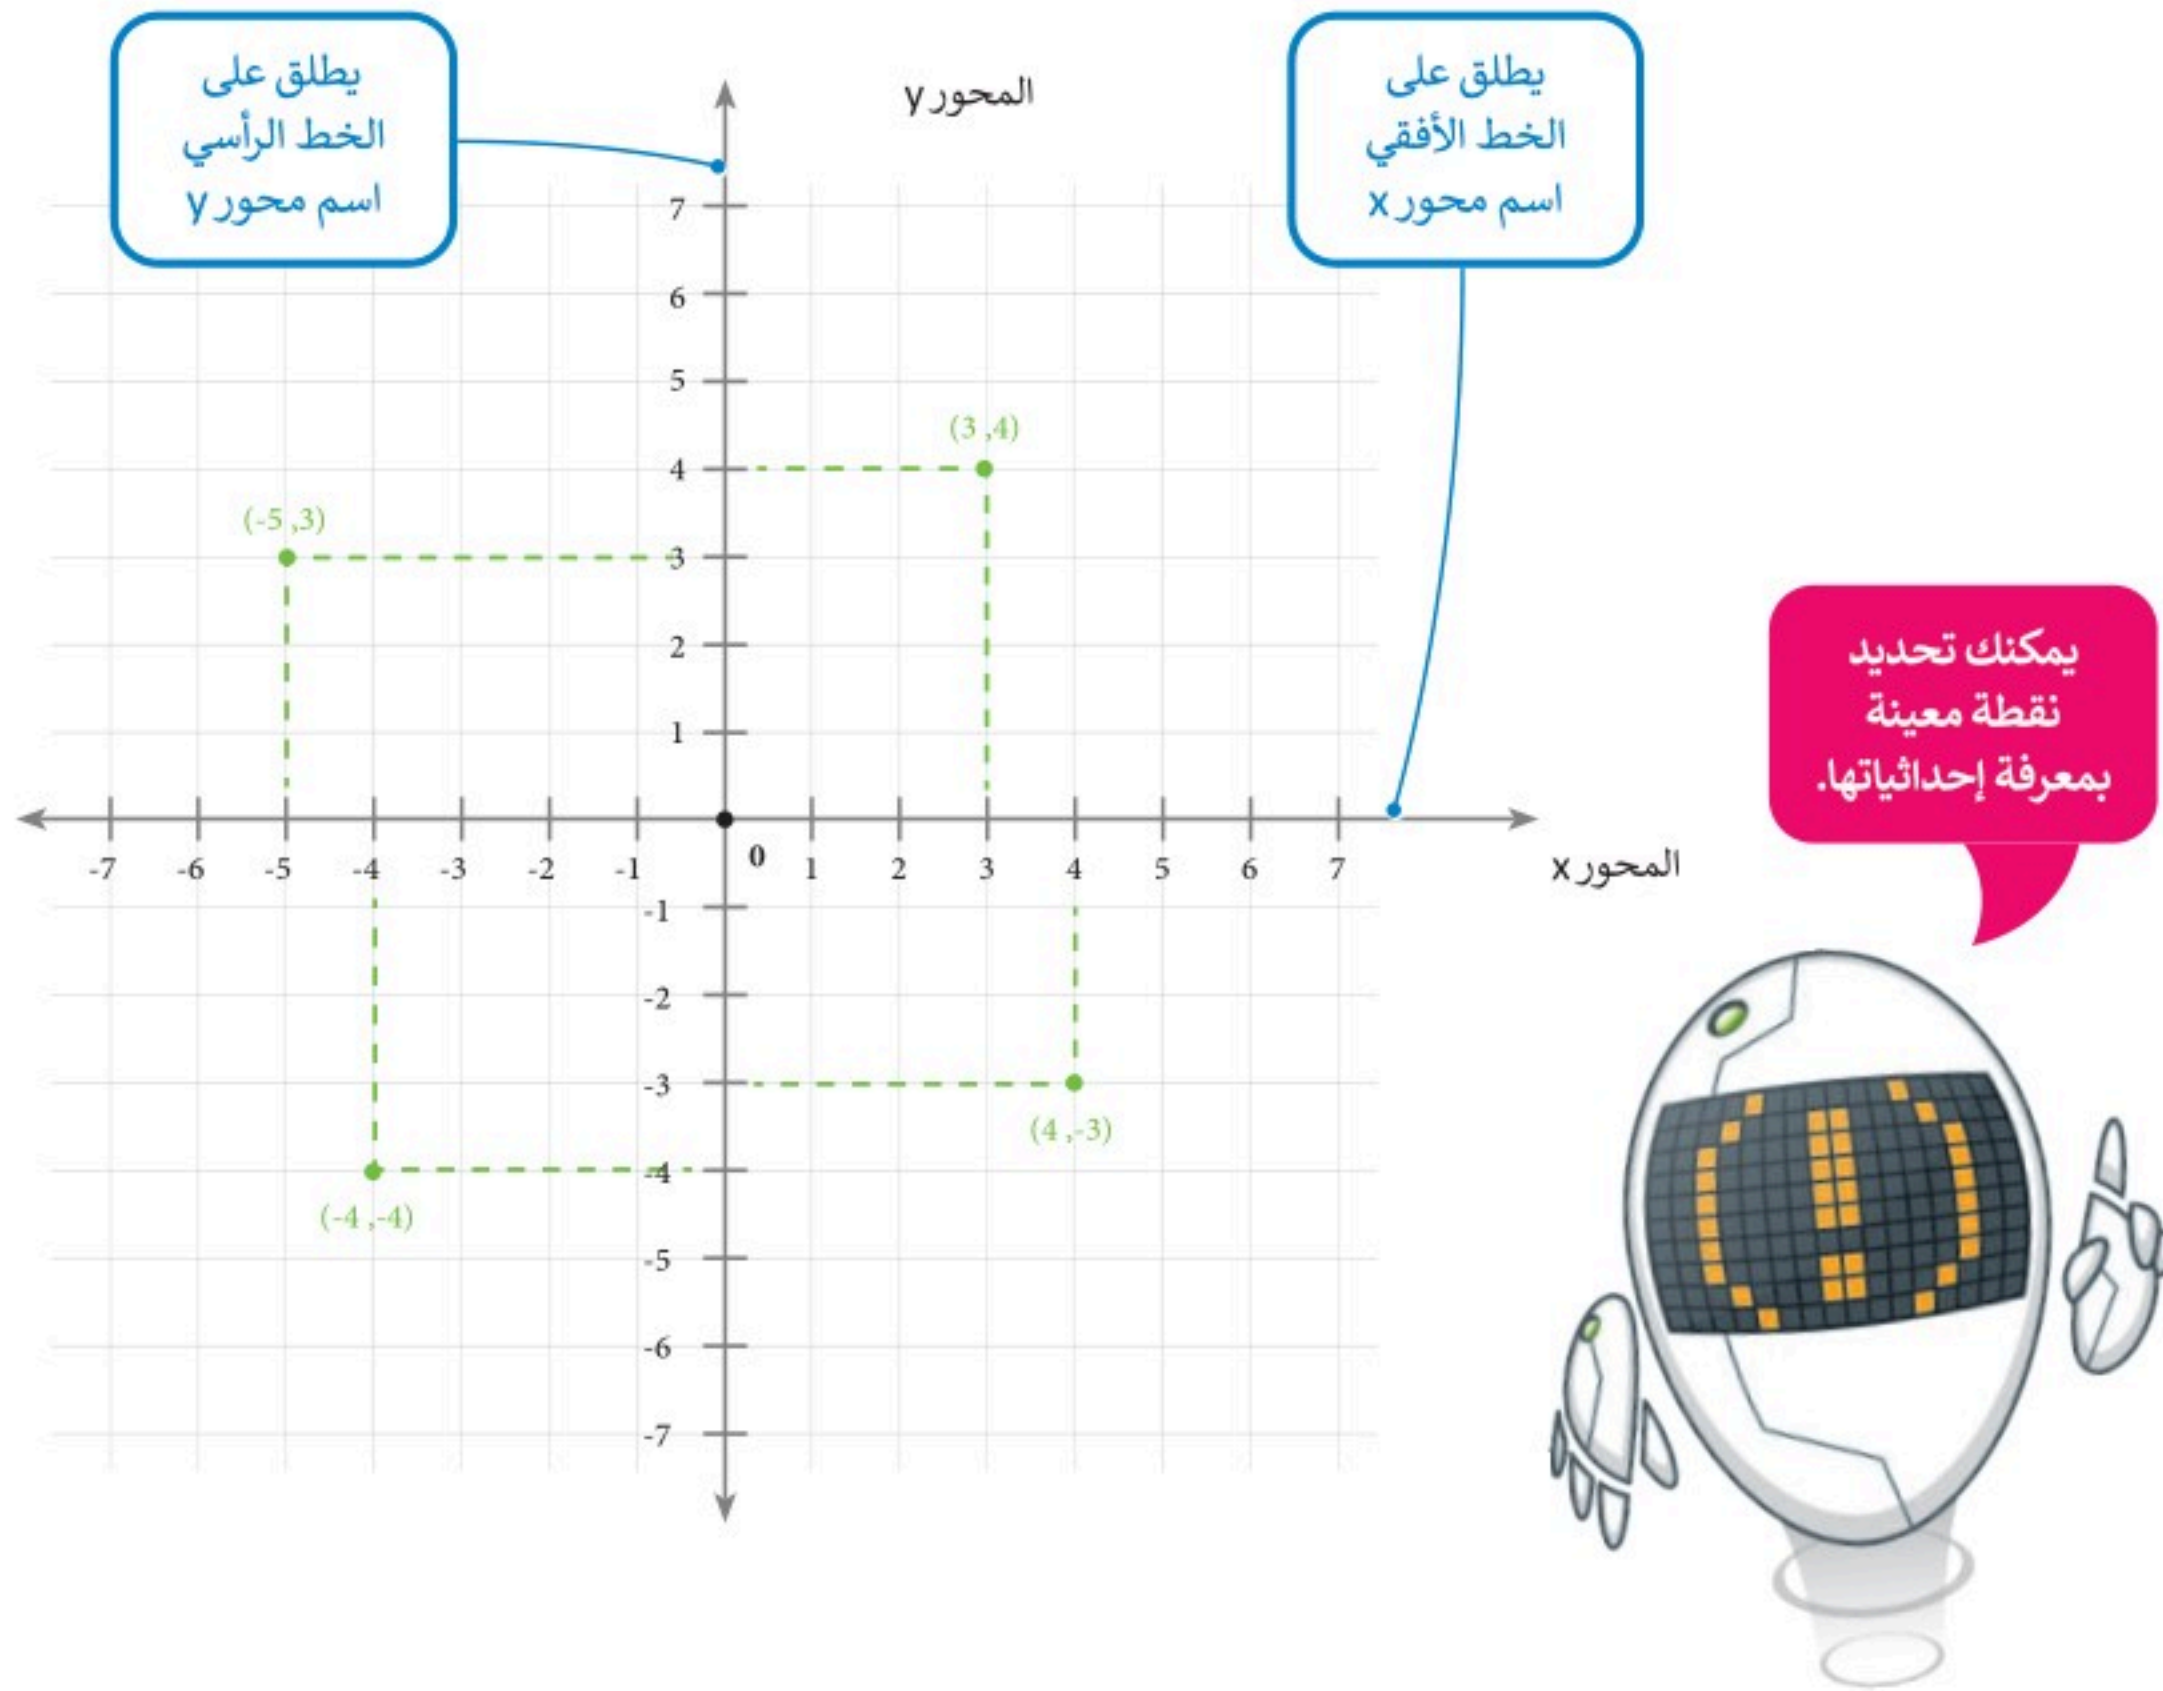 يطلق على
الخط الرأسي
اسم محور y
المحور y
يطلق على
الخط الأفقي
اسم محور x
7
6
5
4
3
2
1
(3 ,4)
(-5 ,3)
يمكنك تحديد
نقطة معينة
بمعرفة إحداثياتها.
-7 -6 -5 -4 -3 -2 -1 0 1 2 3 4 5 6 7
المحور x
-1
-2
-3
-4
-5
-6
-7
(4 ,-3)
(-4 ,-4)